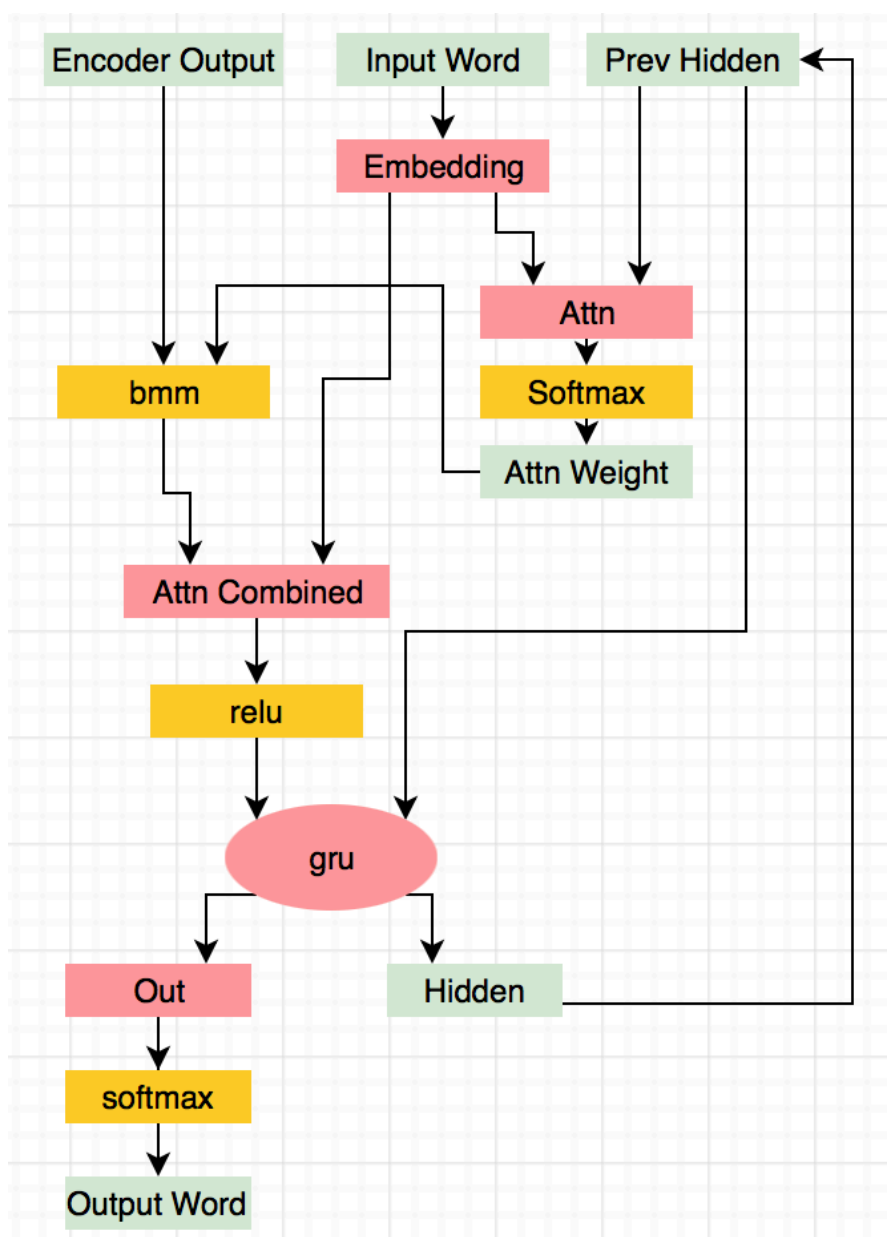 Encoder Output
Input Word
Prev Hidden
Embedding
Attn
bmm
Softmax
Attn Weight
Attn Combined
relu
gru
Out
Hidden
softmax
Output Word